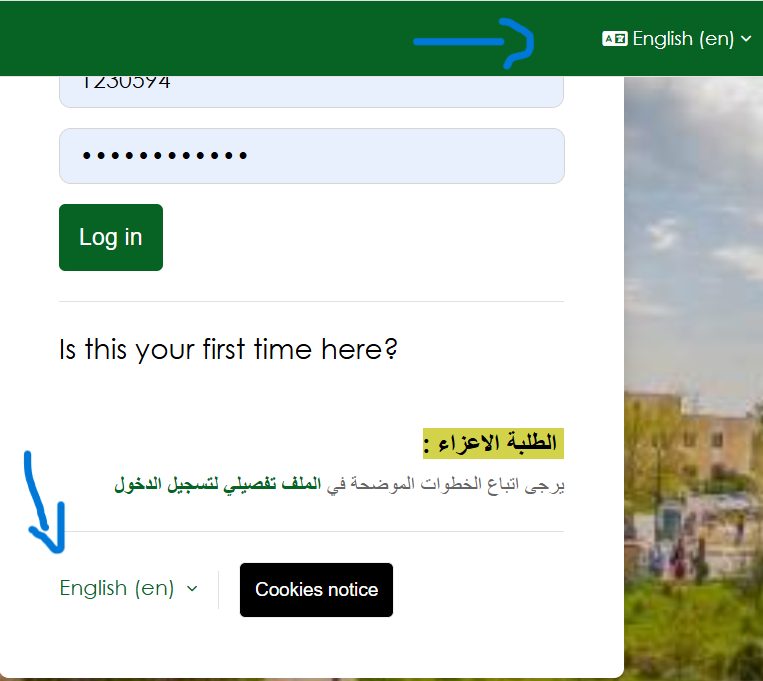 English (en)
1230594
Log in
Is this your first time here?
الطلبة الاعزاء :
يرجى اتباع الخطوات الموضحة في الملف تفصيلي لتسجيل الدخول
English (en)
Cookies notice